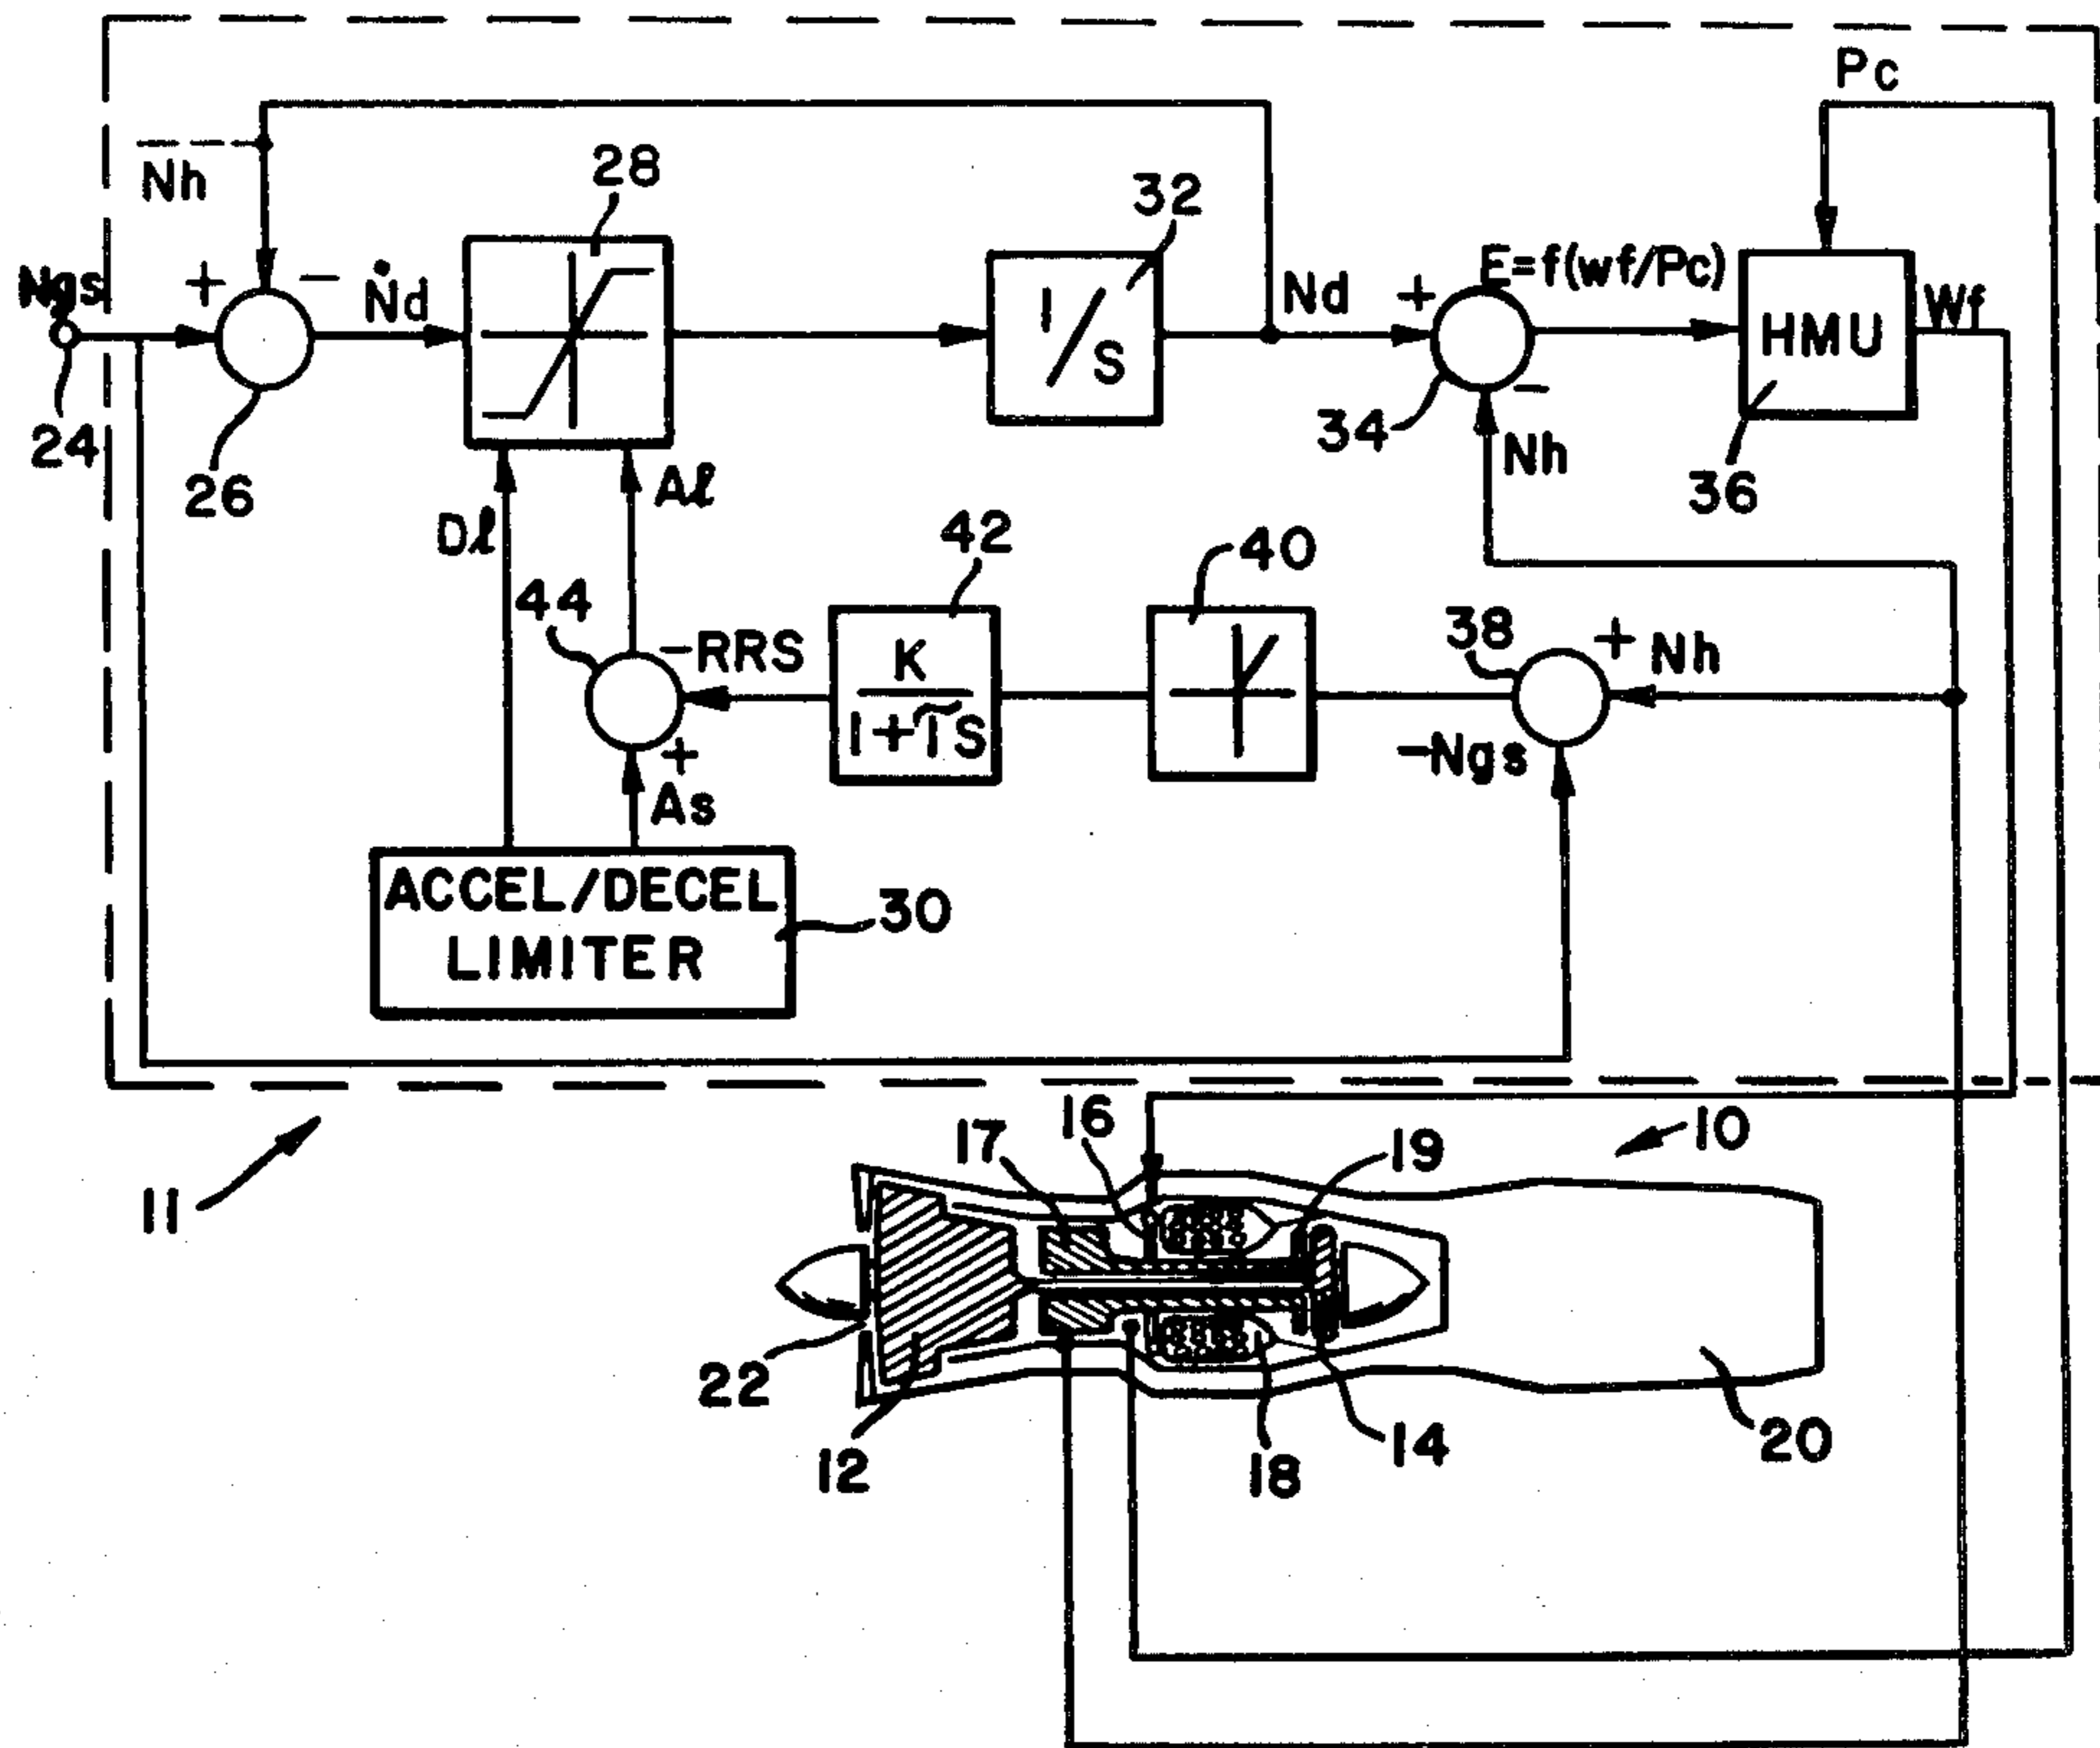 Pc
Nh
28
32
Ngs
+
−
Ṅd
1/S
Nd
+
E=f(wf/Pc)
HMU
Wf
24
26
34
−
Nh
36
Dℓ
Aℓ
42
40
44
−RRS
K
1+τS
38
+ Nh
−Ngs
+
As
ACCEL/DECEL
LIMITER
30
11
17
16
19
10
22
12
18
14
20